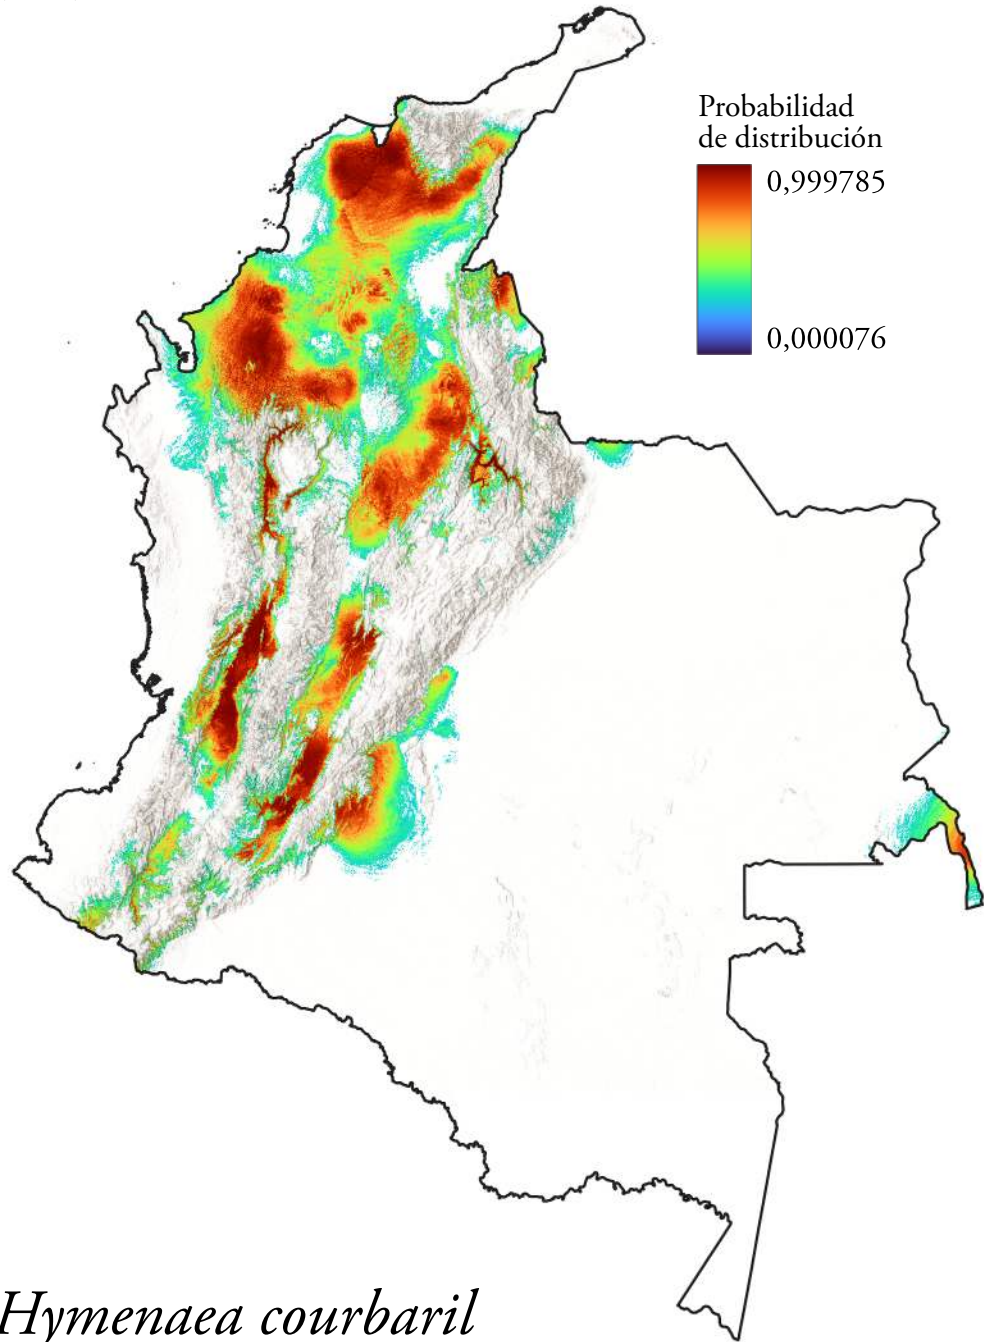 Probabilidad
de distribución
0,999785
0,000076
Hymenaea courbaril